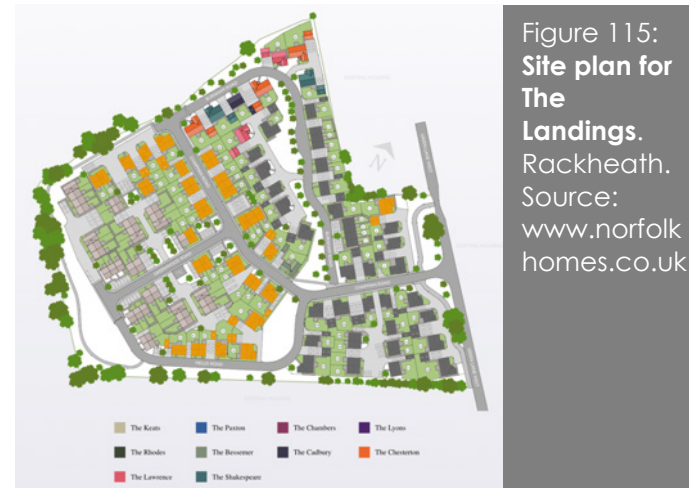 Figure 115:
Site plan for
The
Landings.
Rackheath.
Source:
www.norfolk
homes.co.uk
The Keats
The Paxton
The Chambers
The Lyons
The Rhodes
The Bessemer
The Cadbury
The Chesterton
The Lawrence
The Shakespeare
N